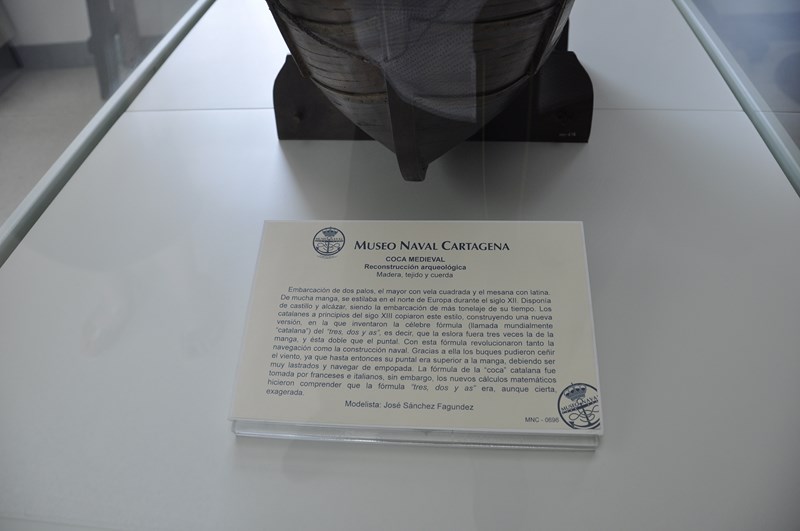 MUSEO NAVAL CARTAGENA
COCA MEDIEVAL
Reconstrucción arqueológica
Madera, tejido y cuerda
Embarcación de dos palos, el mayor con vela cuadrada y el mesana con latina.
De mucha manga, se estilaba en el norte de Europa durante el siglo XII. Disponía
de castillo y alcázar, siendo la embarcación de más tonelaje de su tiempo. Los
catalanes a principios del sigo XIII copiaron este estilo, construyendo una nueva
versión, en la que inventaron la célebre fórmula (llamada mundialmente
"catalana") del "tres, dos y as", es decir, que la eslora fuera tres veces la de la
manga, y ésta doble que el puntal. Con esta fórmula revolucionaron tanto la
navegación como la construcción naval. Gracias a ella los buques pudieron ceñir
el viento, ya que hasta entonces su puntal era superior a la manga, debiendo ser
muy lastrados y navegar de empopada. La fórmula de la "coca" catalana fue
tomada por franceses e italianos, sin embargo, los nuevos cálculos matemáticos
hicieron comprender que la fórmula "tres, dos y as" era, aunque cierta,
exagerada.
Modelista: José Sánchez Fagundez
MNC - 0696